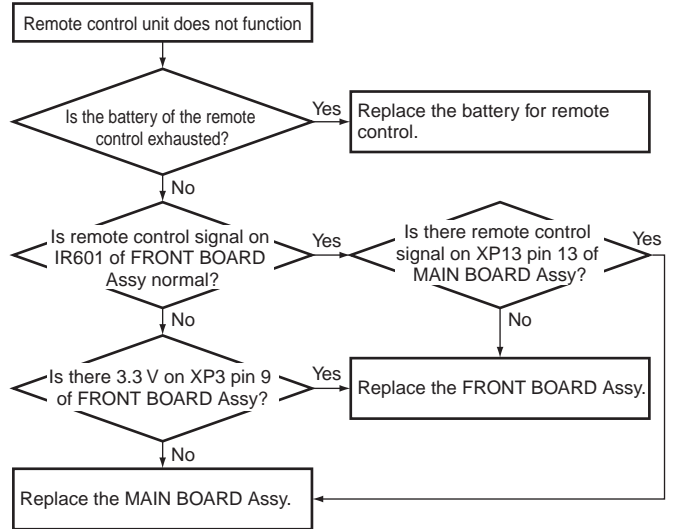 Remote control unit does not function
Is the battery of the remote
control exhausted?
Yes
Replace the battery for remote
control.
No
Is remote control signal on
IR601 of FRONT BOARD
Assy normal?
Yes
Is there remote control
signal on XP13 pin 13 of
MAIN BOARD Assy?
Yes
No
No
Is there 3.3 V on XP3 pin 9
of FRONT BOARD Assy?
Yes
Replace the FRONT BOARD Assy.
No
Replace the MAIN BOARD Assy.